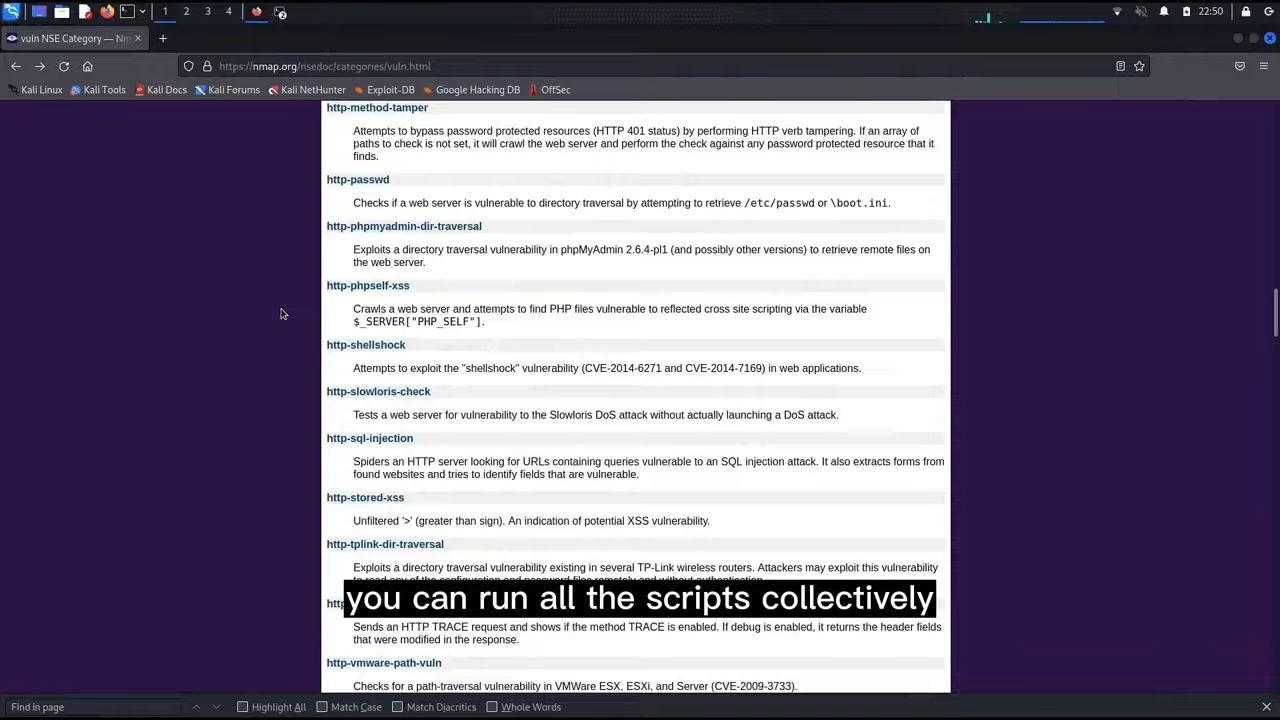 1 2 3 4 2 22:50
vuln NSE Category — Nm
https://nmap.org/nsedoc/categories/vuln.html
Kali Linux Kali Tools Kali Docs Kali Forums Kali NetHunter Exploit-DB Google Hacking DB OffSec
http-method-tamper
Attempts to bypass password protected resources (HTTP 401 status) by performing HTTP verb tampering. If an array of
paths to check is not set, it will crawl the web server and perform the check against any password protected resource that it
finds.
http-passwd
Checks if a web server is vulnerable to directory traversal by attempting to retrieve /etc/passwd or \boot.ini.
http-phpmyadmin-dir-traversal
Exploits a directory traversal vulnerability in phpMyAdmin 2.6.4-pl1 (and possibly other versions) to retrieve remote files on
the web server.
http-phpself-xss
Crawls a web server and attempts to find PHP files vulnerable to reflected cross site scripting via the variable
$_SERVER["PHP_SELF"].
http-shellshock
Attempts to exploit the "shellshock" vulnerability (CVE-2014-6271 and CVE-2014-7169) in web applications.
http-slowloris-check
Tests a web server for vulnerability to the Slowloris DoS attack without actually launching a DoS attack.
http-sql-injection
Spiders an HTTP server looking for URLs containing queries vulnerable to an SQL injection attack. It also extracts forms from
found websites and tries to identify fields that are vulnerable.
http-stored-xss
Unfiltered '>' (greater than sign). An indication of potential XSS vulnerability.
http-tplink-dir-traversal
Exploits a directory traversal vulnerability existing in several TP-Link wireless routers. Attackers may exploit this vulnerability
you can run all the scripts collectively
Sends an HTTP TRACE request and shows if the method TRACE is enabled. If debug is enabled, it returns the header fields
that were modified in the response.
http-vmware-path-vuln
Checks for a path-traversal vulnerability in VMWare ESX, ESXi, and Server (CVE-2009-3733).
Find in page Highlight All Match Case Match Diacritics Whole Words